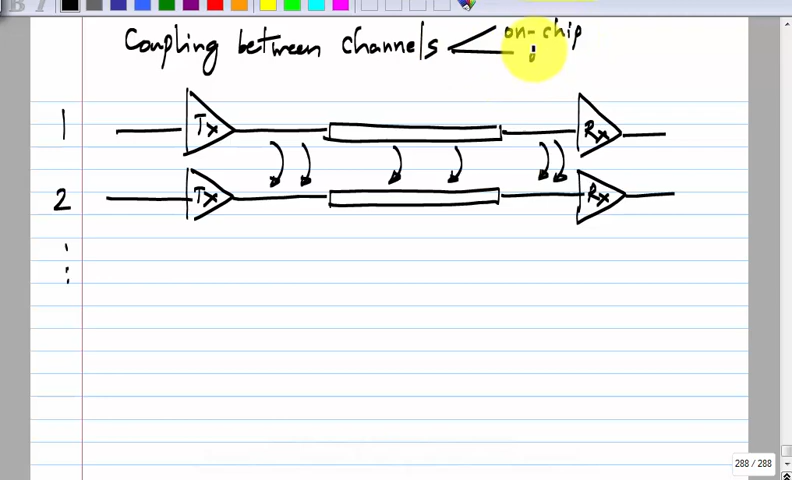 Coupling between channels on-chip
1 Tx Rx
2 Tx Rx
288 / 288